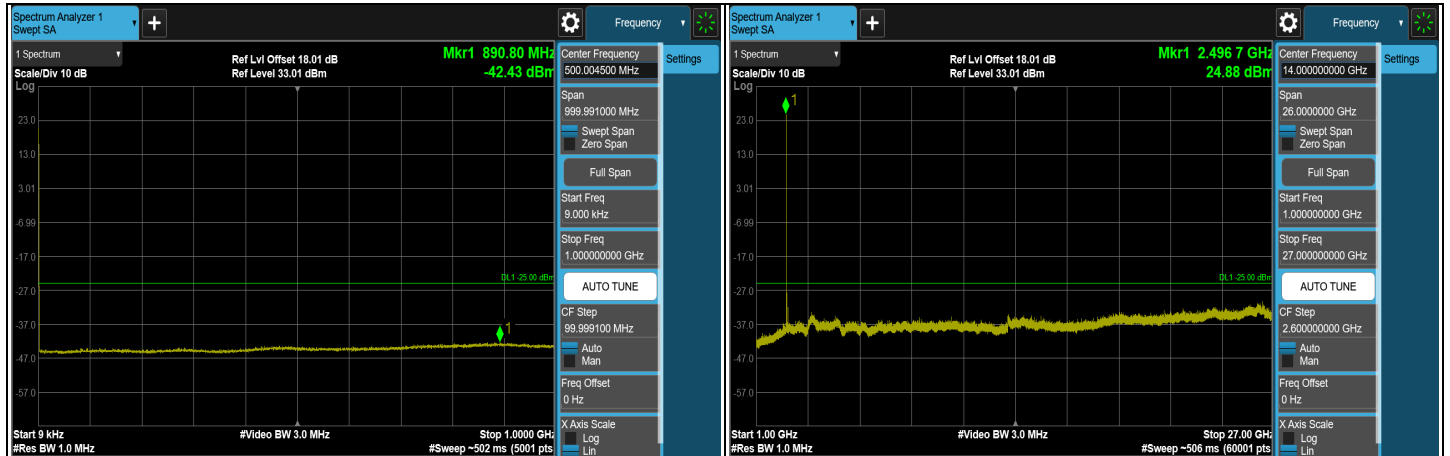 Spectrum Analyzer 1
Swept SA
+
Frequency
1 Spectrum
Scale/Div 10 dB
Log
Ref Lvl Offset 18.01 dB
Ref Level 33.01 dBm
Mkr1 890.80 MHz
-42.43 dBm
1
23.0
13.0
3.01
-6.99
-17.0
-27.0
-37.0
-47.0
-57.0
DL1 -25.00 dBm
Start 9 kHz
#Res BW 1.0 MHz
#Video BW 3.0 MHz
Stop 1.0000 GHz
#Sweep ~502 ms (5001 pts
Center Frequency
500.004500 MHz
Span
999.991000 MHz
Swept Span
Zero Span
Full Span
Start Freq
9.000 kHz
Stop Freq
1.000000000 GHz
AUTO TUNE
CF Step
99.999100 MHz
Auto
Man
Freq Offset
0 Hz
X Axis Scale
Log
Lin
Settings
Spectrum Analyzer 1
Swept SA
+
Frequency
1 Spectrum
Scale/Div 10 dB
Log
Ref Lvl Offset 18.01 dB
Ref Level 33.01 dBm
Mkr1 2.496 7 GHz
24.88 dBm
1
23.0
13.0
3.01
-6.99
-17.0
-27.0
-37.0
-47.0
-57.0
DL1 -25.00 dBm
Start 1.00 GHz
#Res BW 1.0 MHz
#Video BW 3.0 MHz
Stop 27.00 GHz
#Sweep ~506 ms (60001 pts
Center Frequency
14.000000000 GHz
Span
26.0000000 GHz
Swept Span
Zero Span
Full Span
Start Freq
1.000000000 GHz
Stop Freq
27.000000000 GHz
AUTO TUNE
CF Step
2.600000000 GHz
Auto
Man
Freq Offset
0 Hz
X Axis Scale
Log
Lin
Settings